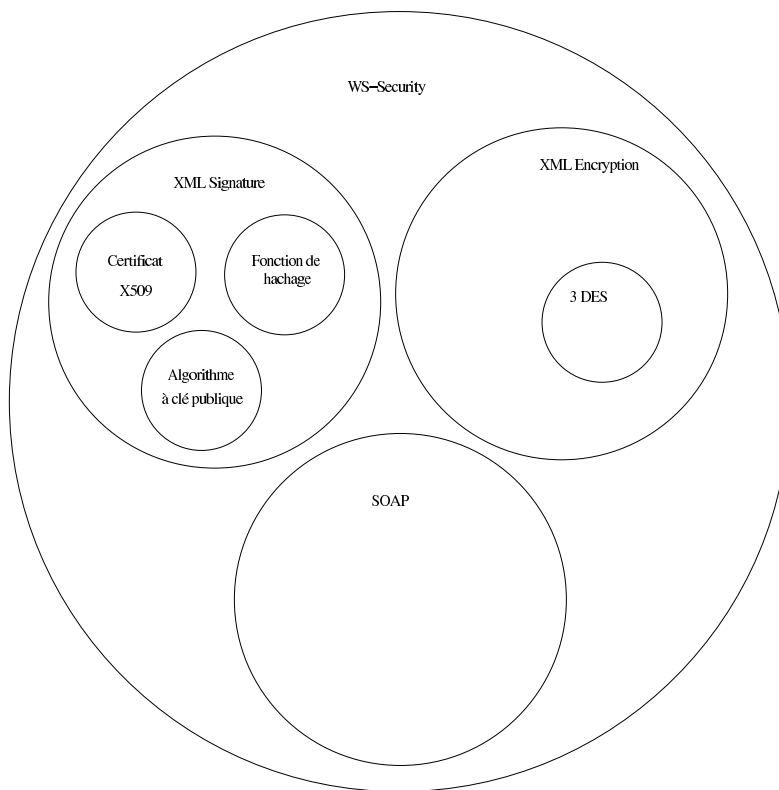 WS-Security
XML Signature
XML Encryption
Certificat
X509
Fonction de
hachage
3 DES
Algorithme
à clé publique
SOAP